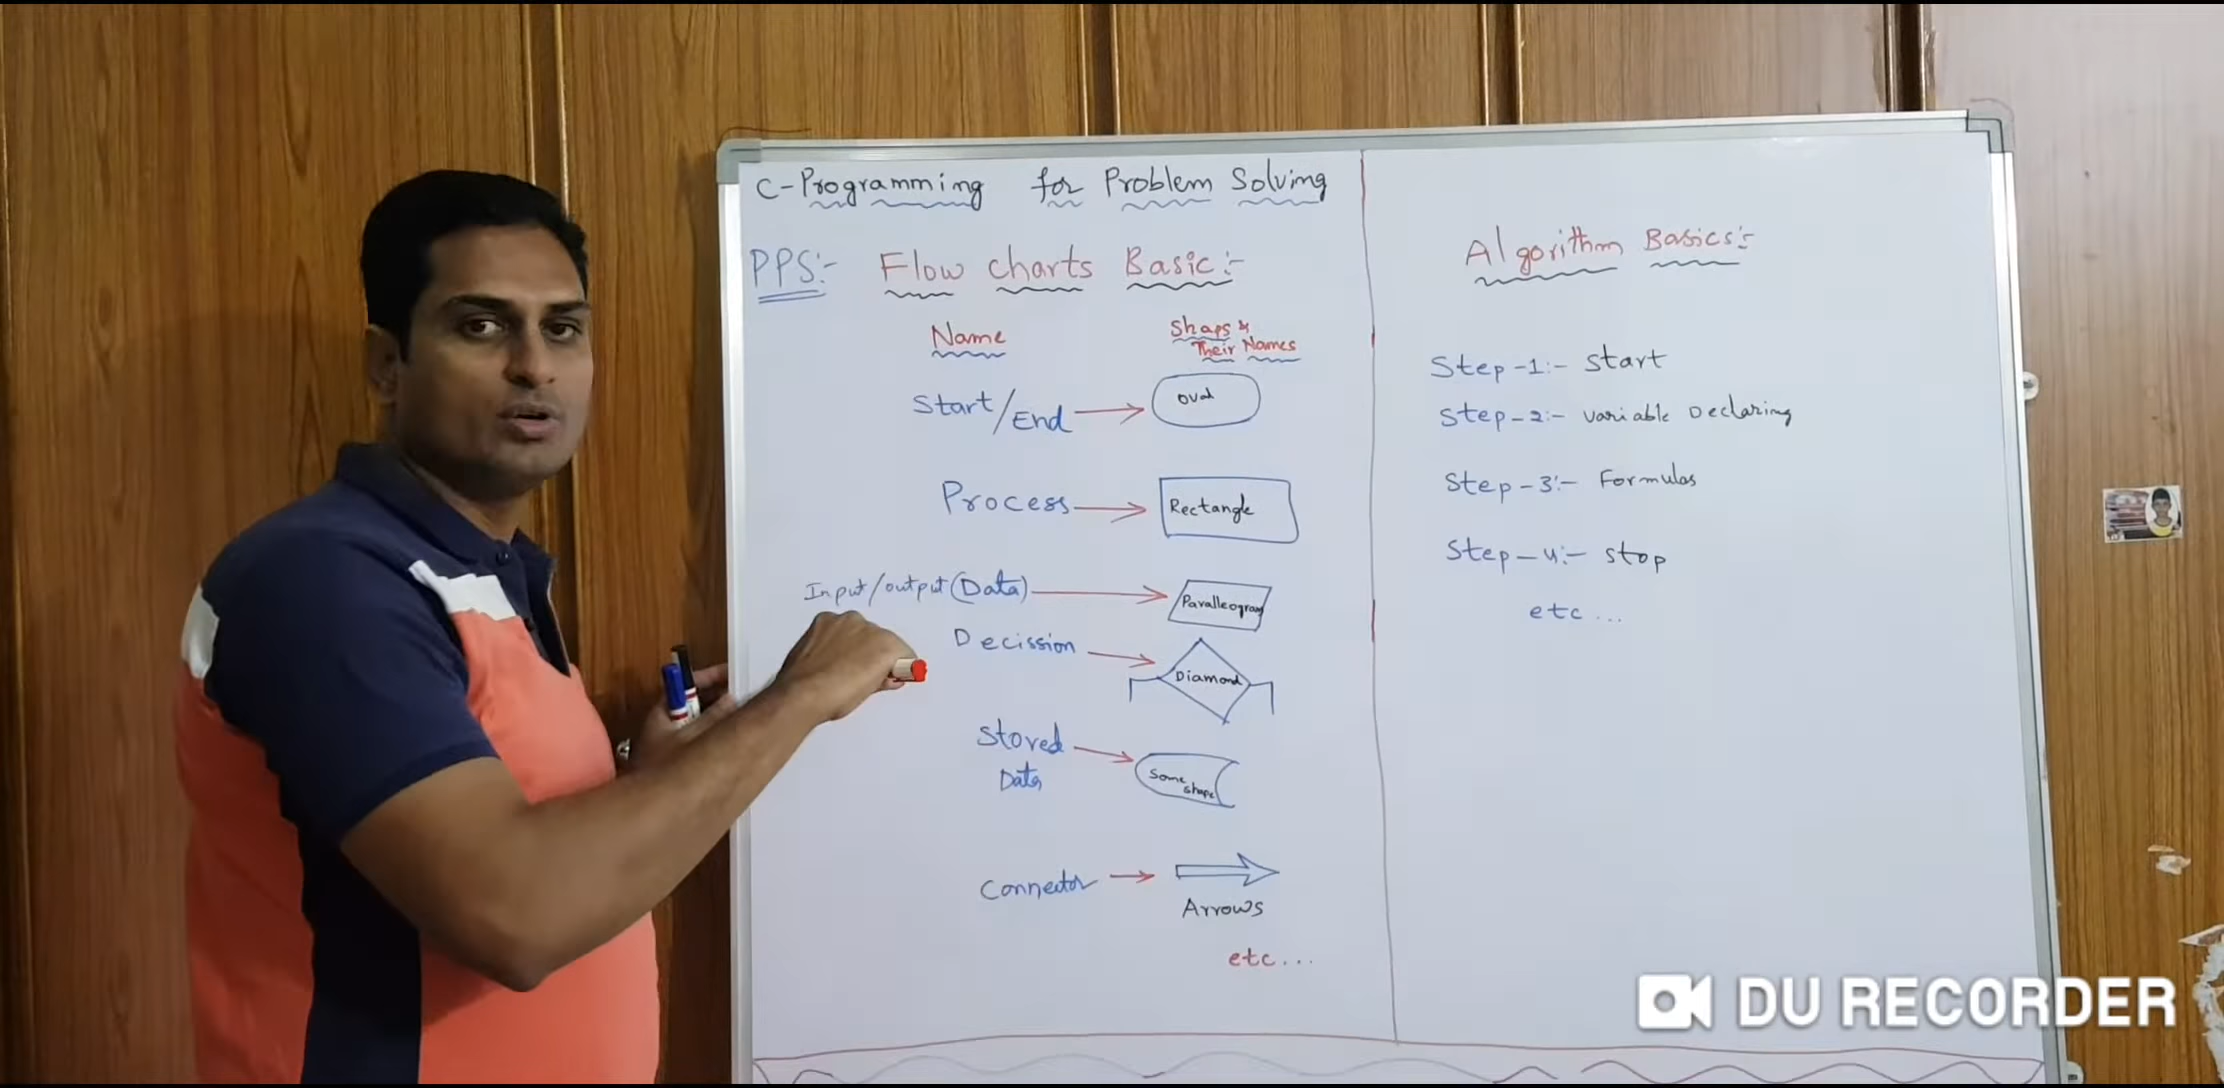 C-Programming for Problem Solving
PPS:- Flow charts Basic:-
Name
Shaps &
Their Names
Start/End
Oval
Process
Rectangle
Input/output (Data)
Paralleogram
Decission
Diamond
Stored
Data
Some
shape
Connector
Arrows
etc...
Algorithm Basics:-
Step-1:- Start
Step-2:- Variable Declaring
Step-3:- Formulas
Step-4:- Stop
etc...
DU RECORDER